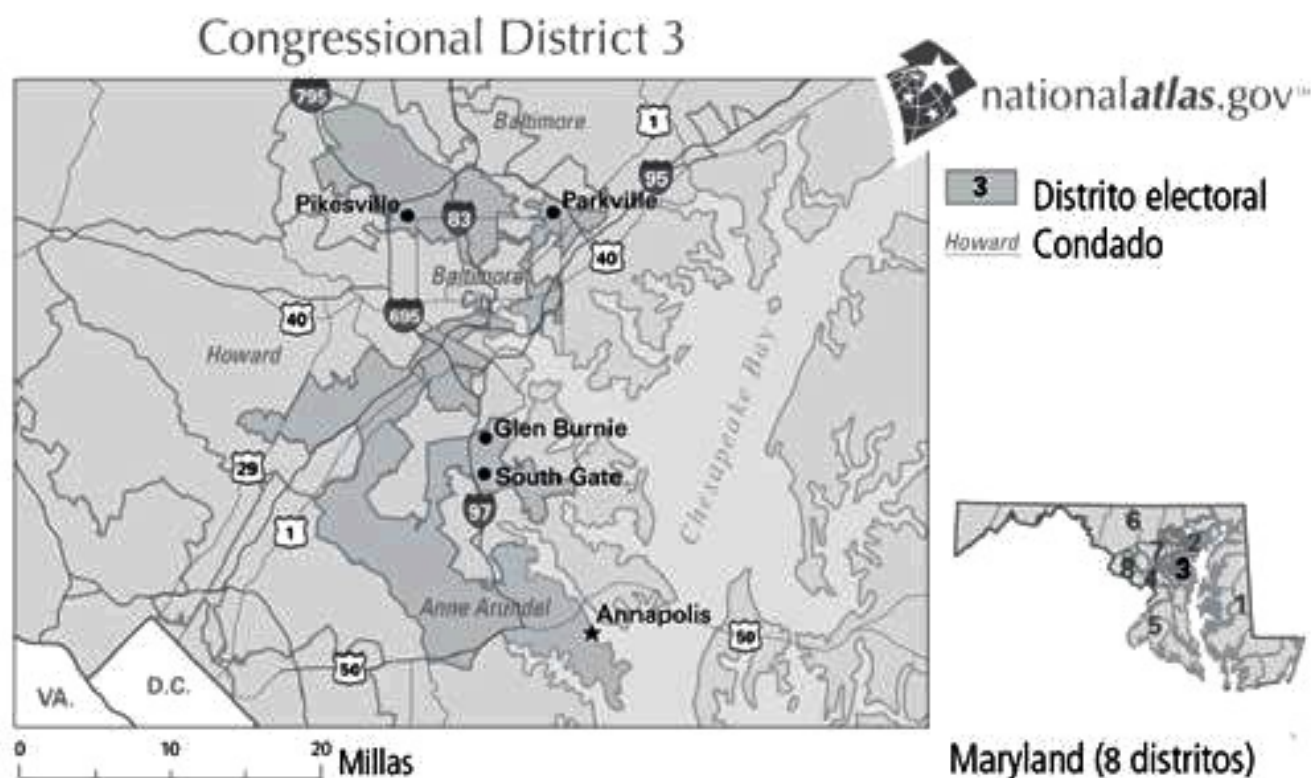 Congressional District 3
nationalatlas.gov
3 Distrito electoral
Howard Condado
795
Baltimore
1
95
Pikesville
83
Parkville
40
Baltimore
City
40
695
Howard
Chesapeake Bay
Glen Burnie
29
South Gate
97
1
Anne Arundel
Annapolis
50
50
VA.
D.C.
0 10 20 Millas
6
2
7
8
3
4
1
5
Maryland (8 distritos)